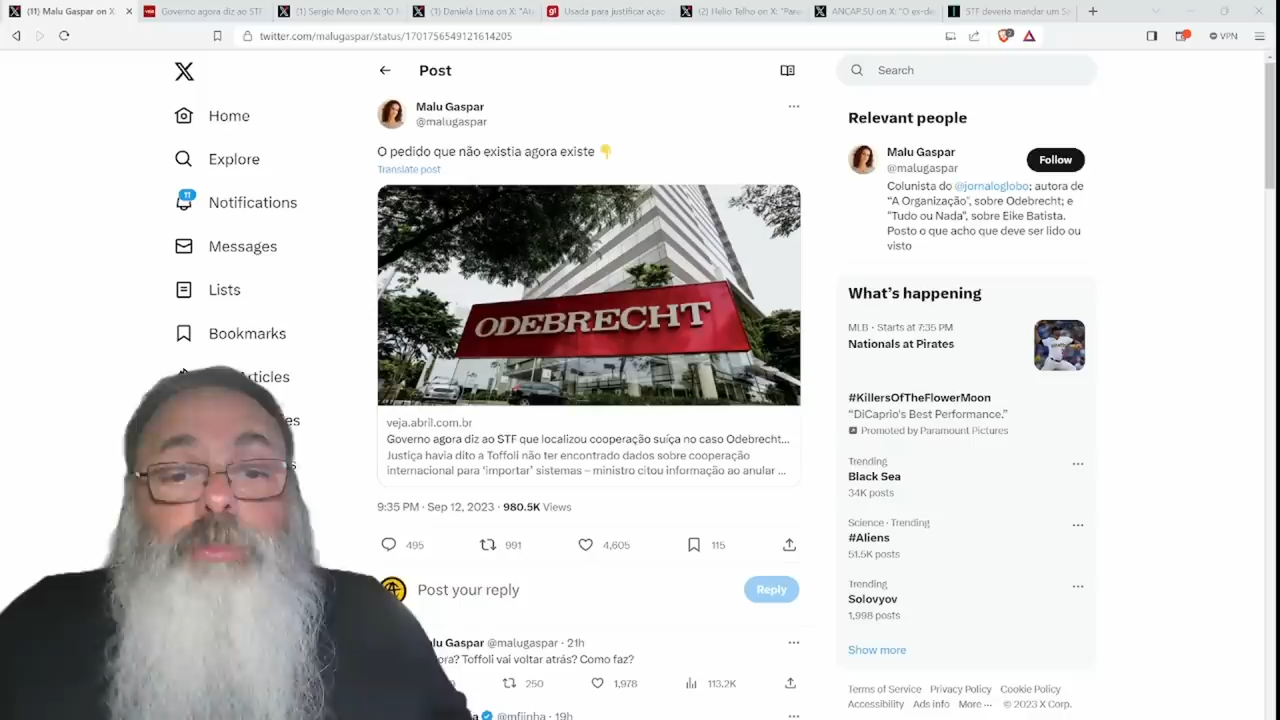 (11) Malu Gaspar on X
Governo agora diz ao STF
(1) Sergio Moro on X: "O
(1) Daniela Lima on X:
Usada para justificar ação
(2) Helio Telho on X:
ANCAP.SU on X: "O es-de
STF deveria mandar um
twitter.com/malugaspar/status/1701756549121614205
VPN
Post
Search
Malu Gaspar
@malugaspar
O pedido que não existia agora existe 👇
Translate post
ODEBRECHT
veja.abril.com.br
Governo agora diz ao STF que localizou cooperação suíça no caso Odebrecht...
Justiça havia dito a Toffoli não ter encontrado dados sobre cooperação
internacional para 'importar' sistemas – ministro citou informação ao anular ...
9:35 PM · Sep 12, 2023 · 980.5K Views
495 991 4,605 115
Post your reply
Reply
lu Gaspar @malugaspar · 21h
ora? Toffoli vai voltar atrás? Como faz?
250 1,978 113.2K
@mfiinha · 19h
Home
Explore
11
Notifications
Messages
Lists
Bookmarks
Articles
Relevant people
Malu Gaspar
@malugaspar
Follow
Colunista do @jornaloglobo; autora de
"A Organização", sobre Odebrecht; e
"Tudo ou Nada", sobre Eike Batista.
Posto o que acho que deve ser lido ou
visto
What's happening
MLB · Starts at 7:35 PM
Nationals at Pirates
#KillersOfTheFlowerMoon
"DiCaprio's Best Performance."
Promoted by Paramount Pictures
Trending
Black Sea
34K posts
Science · Trending
#Aliens
51.5K posts
Trending
Solovyov
1,998 posts
Show more
Terms of Service Privacy Policy Cookie Policy
Accessibility Ads info More ··· © 2023 X Corp.